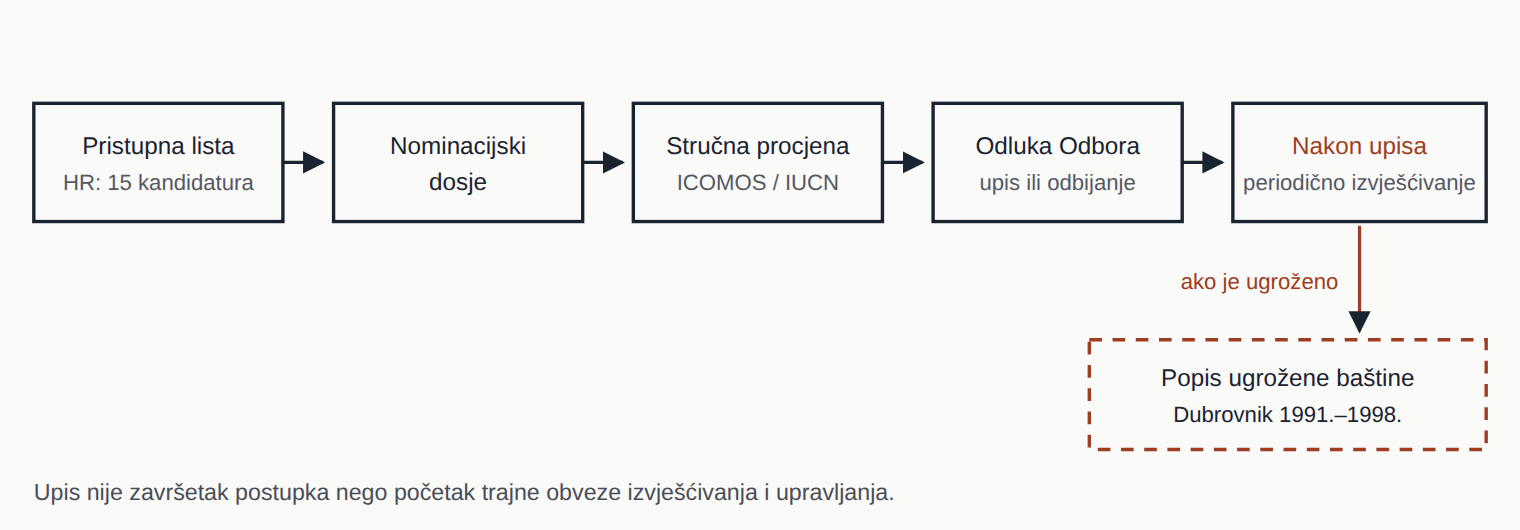 Pristupna lista
HR: 15 kandidatura
Nominacijski
dosje
Stručna procjena
ICOMOS / IUCN
Odluka Odbora
upis ili odbijanje
Nakon upisa
periodično izvješćivanje
ako je ugroženo
Popis ugrožene baštine
Dubrovnik 1991.–1998.
Upis nije završetak postupka nego početak trajne obveze izvješćivanja i upravljanja.